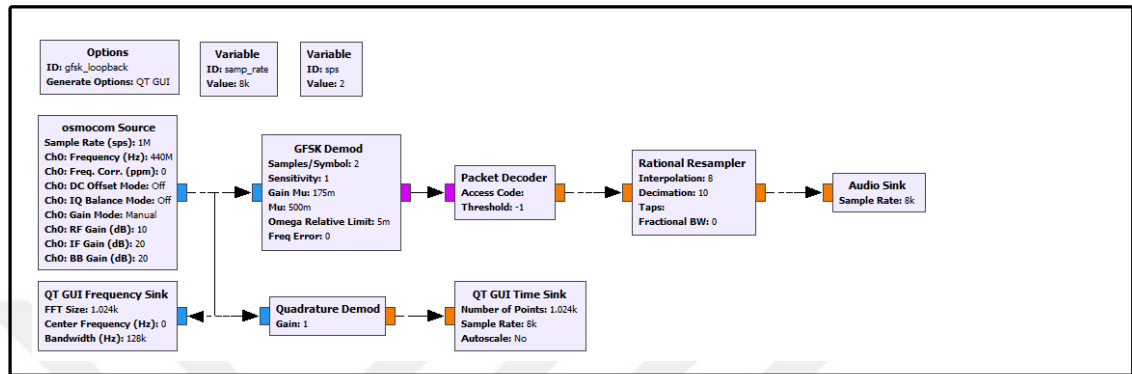 Options
ID: gfsk_loopback
Generate Options: QT GUI
Variable
ID: samp_rate
Value: 8k
Variable
ID: sps
Value: 2
osmocom Source
Sample Rate (sps): 1M
Ch0: Frequency (Hz): 440M
Ch0: Freq. Corr. (ppm): 0
Ch0: DC Offset Mode: Off
Ch0: IQ Balance Mode: Off
Ch0: Gain Mode: Manual
Ch0: RF Gain (dB): 10
Ch0: IF Gain (dB): 20
Ch0: BB Gain (dB): 20
GFSK Demod
Samples/Symbol: 2
Sensitivity: 1
Gain Mu: 175m
Mu: 500m
Omega Relative Limit: 5m
Freq Error: 0
Packet Decoder
Access Code:
Threshold: -1
Rational Resampler
Interpolation: 8
Decimation: 10
Taps:
Fractional BW: 0
Audio Sink
Sample Rate: 8k
QT GUI Frequency Sink
FFT Size: 1.024k
Center Frequency (Hz): 0
Bandwidth (Hz): 128k
Quadrature Demod
Gain: 1
QT GUI Time Sink
Number of Points: 1.024k
Sample Rate: 8k
Autoscale: No